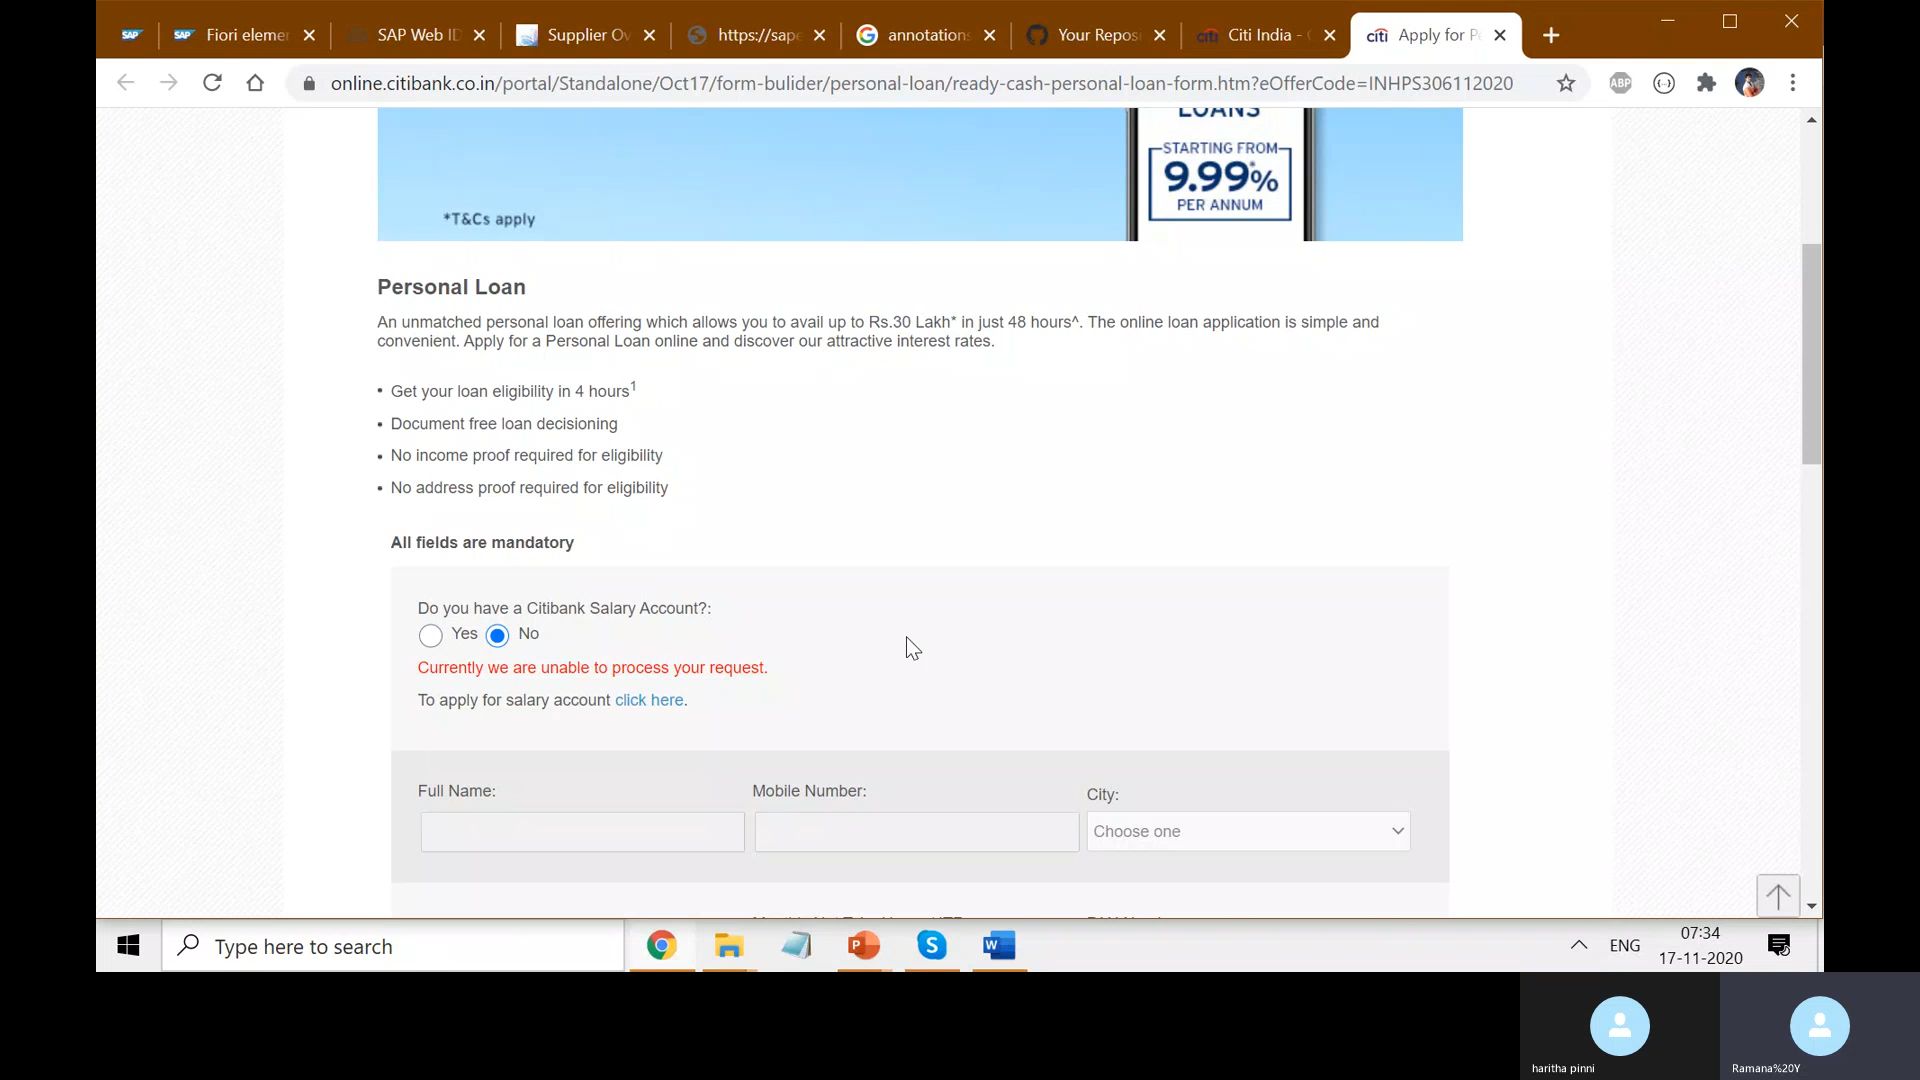 SAP
SAP Fiori eleme
SAP Web ID
Supplier Ov
https://sape
annotations
Your Reposi
citi Citi India - C
citi Apply for P
online.citibank.co.in/portal/Standalone/Oct17/form-bulider/personal-loan/ready-cash-personal-loan-form.htm?eOfferCode=INHPS306112020
ABP
LOANS
STARTING FROM
9.99*%
PER ANNUM
*T&Cs apply
Personal Loan
An unmatched personal loan offering which allows you to avail up to Rs.30 Lakh* in just 48 hours^. The online loan application is simple and
convenient. Apply for a Personal Loan online and discover our attractive interest rates.
• Get your loan eligibility in 4 hours1
• Document free loan decisioning
• No income proof required for eligibility
• No address proof required for eligibility
All fields are mandatory
Do you have a Citibank Salary Account?:
Yes No
Currently we are unable to process your request.
To apply for salary account click here.
Full Name: Mobile Number: City:
Choose one
Type here to search
ENG
07:34
17-11-2020
haritha pinni
Ramana%20Y